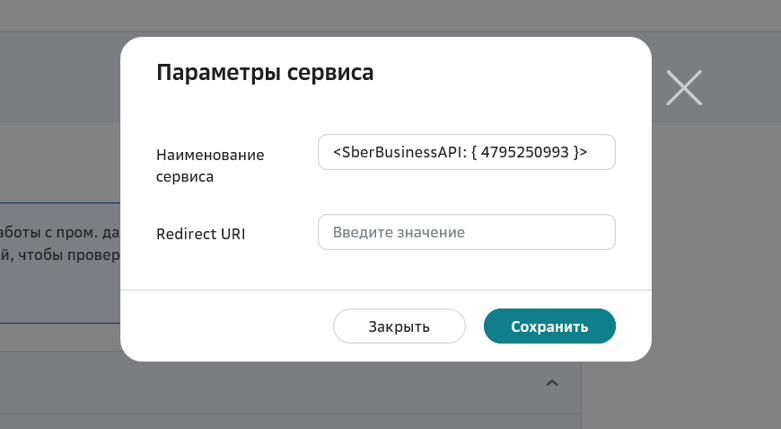 Параметры сервиса
Наименование
сервиса
<SberBusinessAPI: { 4795250993 }>
Redirect URI
Введите значение
аботы с пром. да
й, чтобы провер
Закрыть
Сохранить